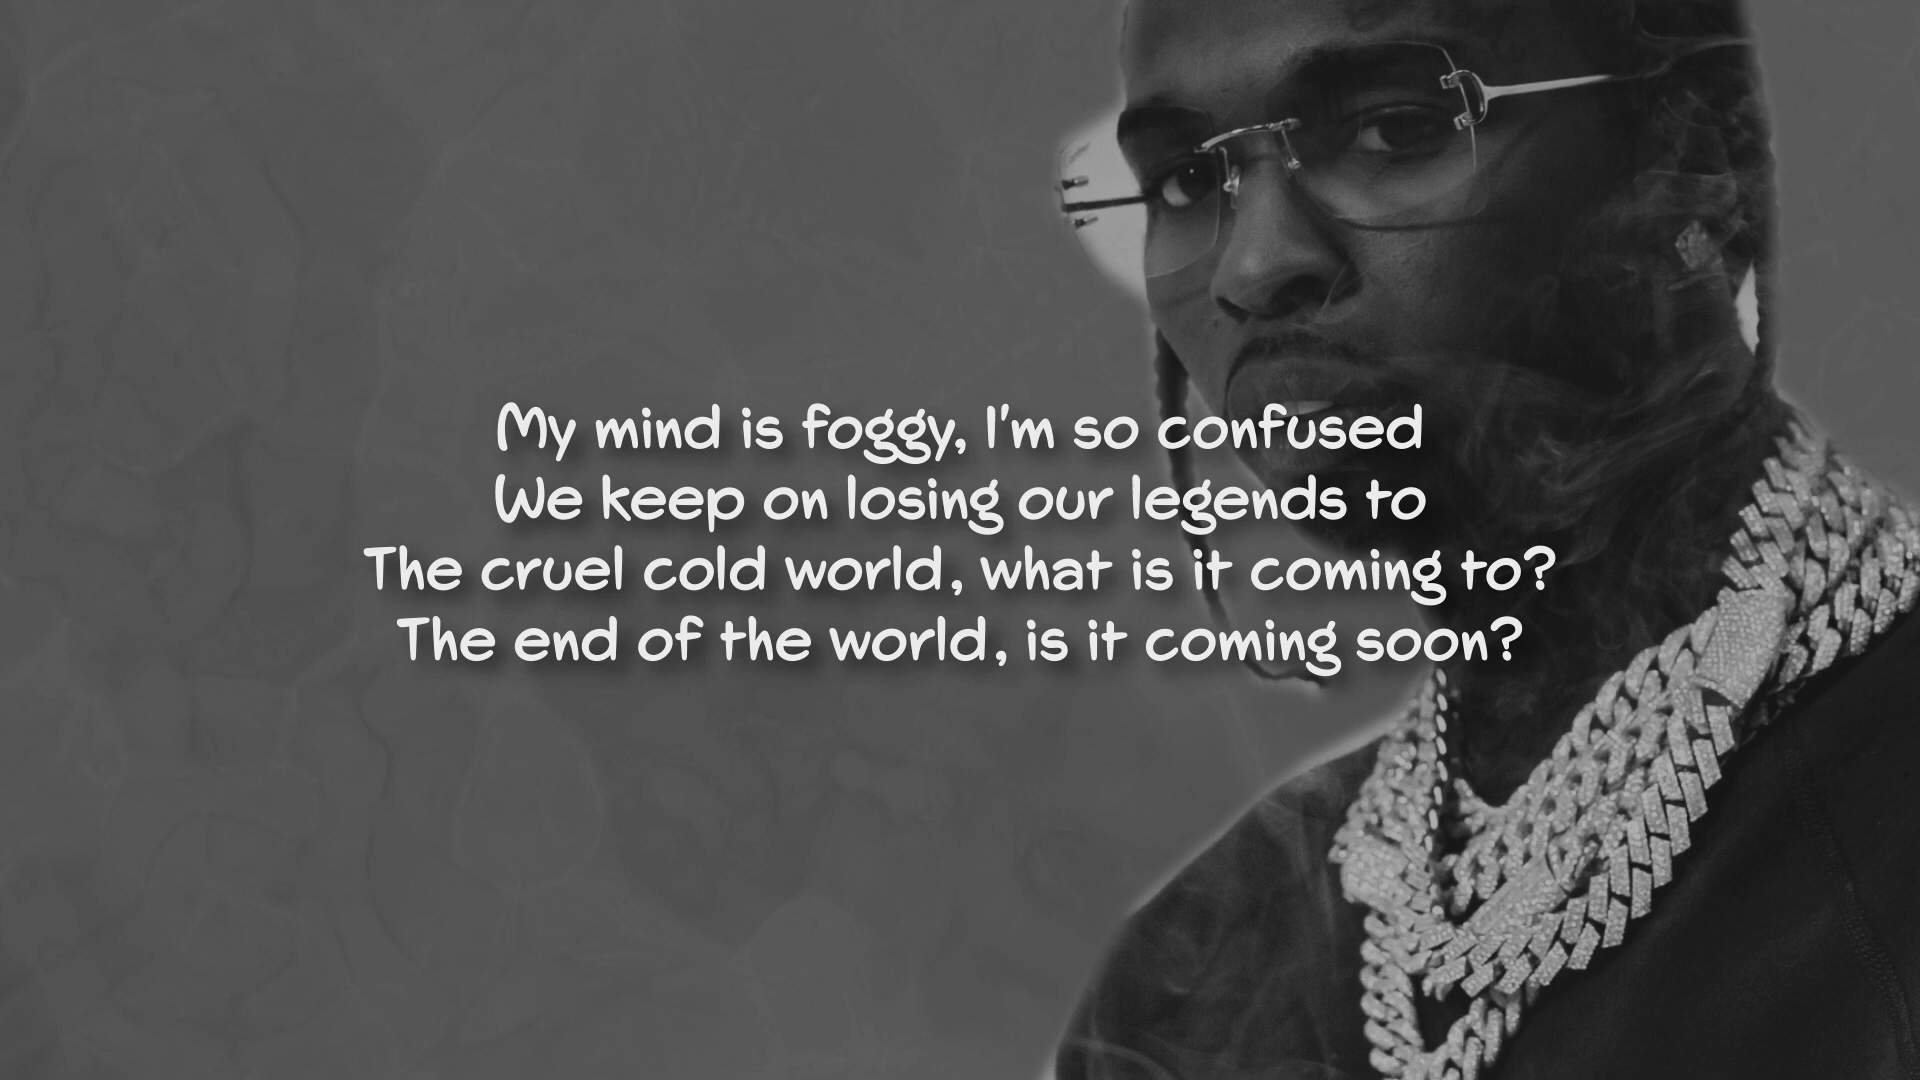 My mind is foggy, I'm so confused
We keep on losing our legends to
The cruel cold world, what is it coming to?
The end of the world, is it coming soon?